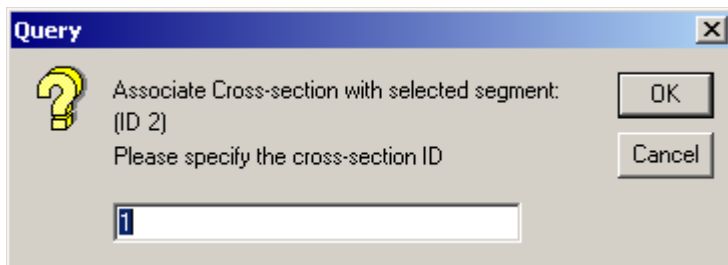 Query
Associate Cross-section with selected segment:
(ID 2)
Please specify the cross-section ID
OK
Cancel
1